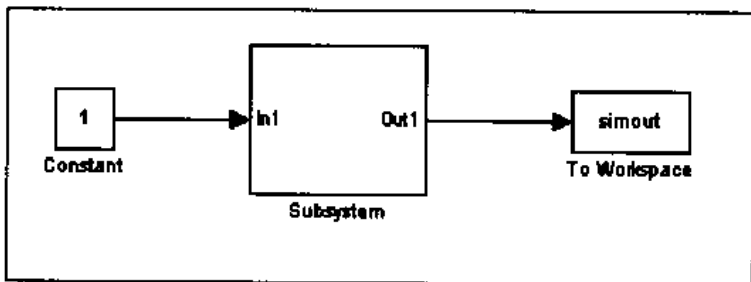 1
Constant
In1
Out1
Subsystem
simout
To Workspace